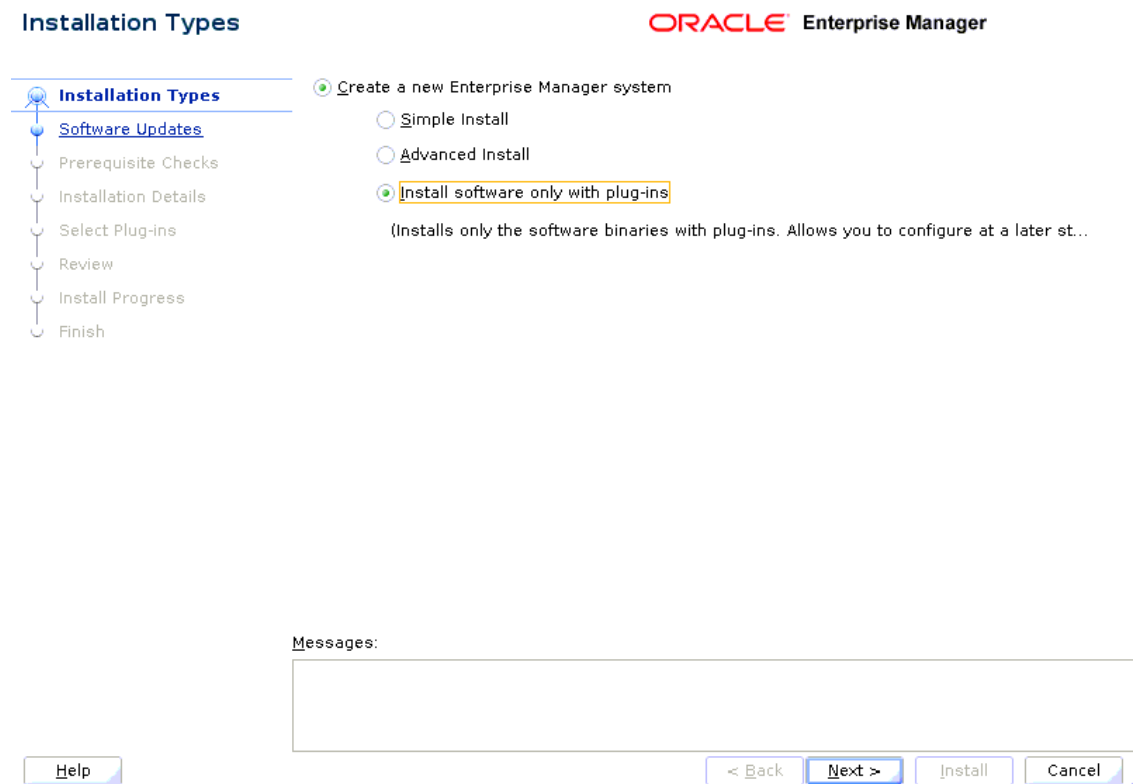 Installation Types
ORACLE Enterprise Manager
Installation Types
Software Updates
Prerequisite Checks
Installation Details
Select Plug-ins
Review
Install Progress
Finish
Create a new Enterprise Manager system
Simple Install
Advanced Install
Install software only with plug-ins
(Installs only the software binaries with plug-ins. Allows you to configure at a later st...
Messages:
Help
< Back
Next >
Install
Cancel